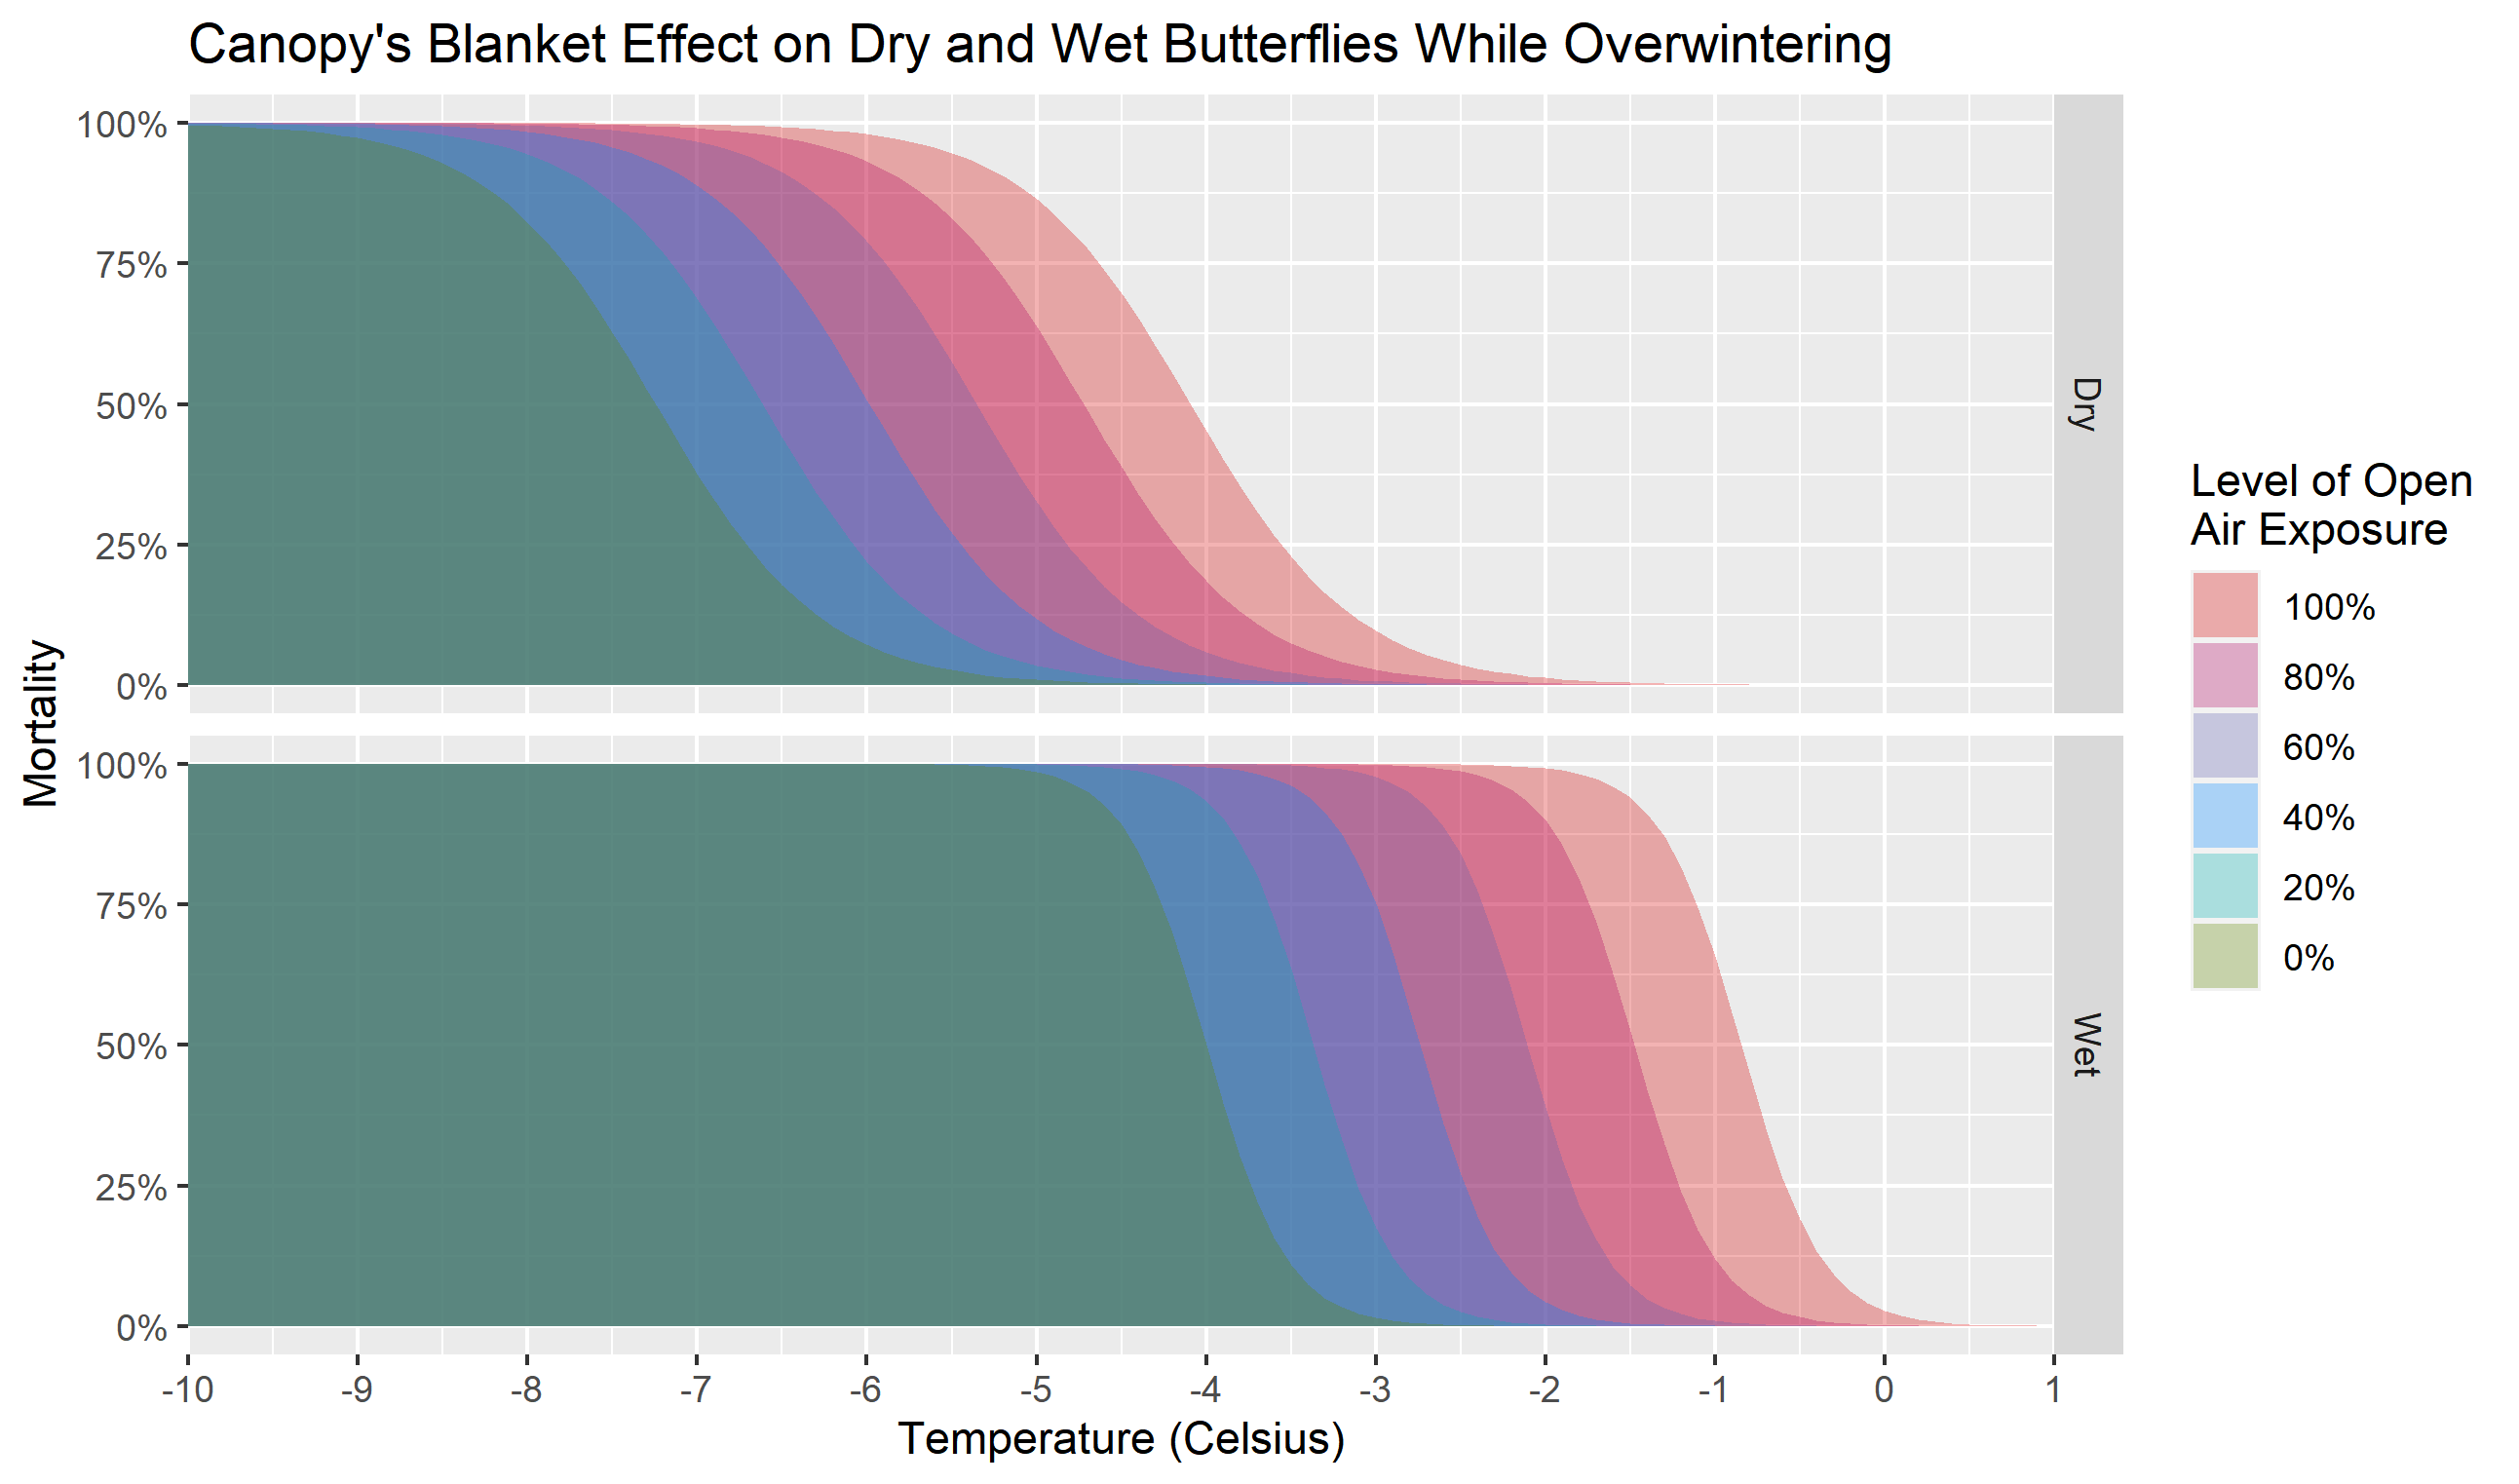 Canopy's Blanket Effect on Dry and Wet Butterflies While Overwintering
Mortality
100%
75%
50%
25%
0%
Dry
100%
75%
50%
25%
0%
Wet
-10 -9 -8 -7 -6 -5 -4 -3 -2 -1 0 1
Temperature (Celsius)
Level of Open
Air Exposure
100%
80%
60%
40%
20%
0%